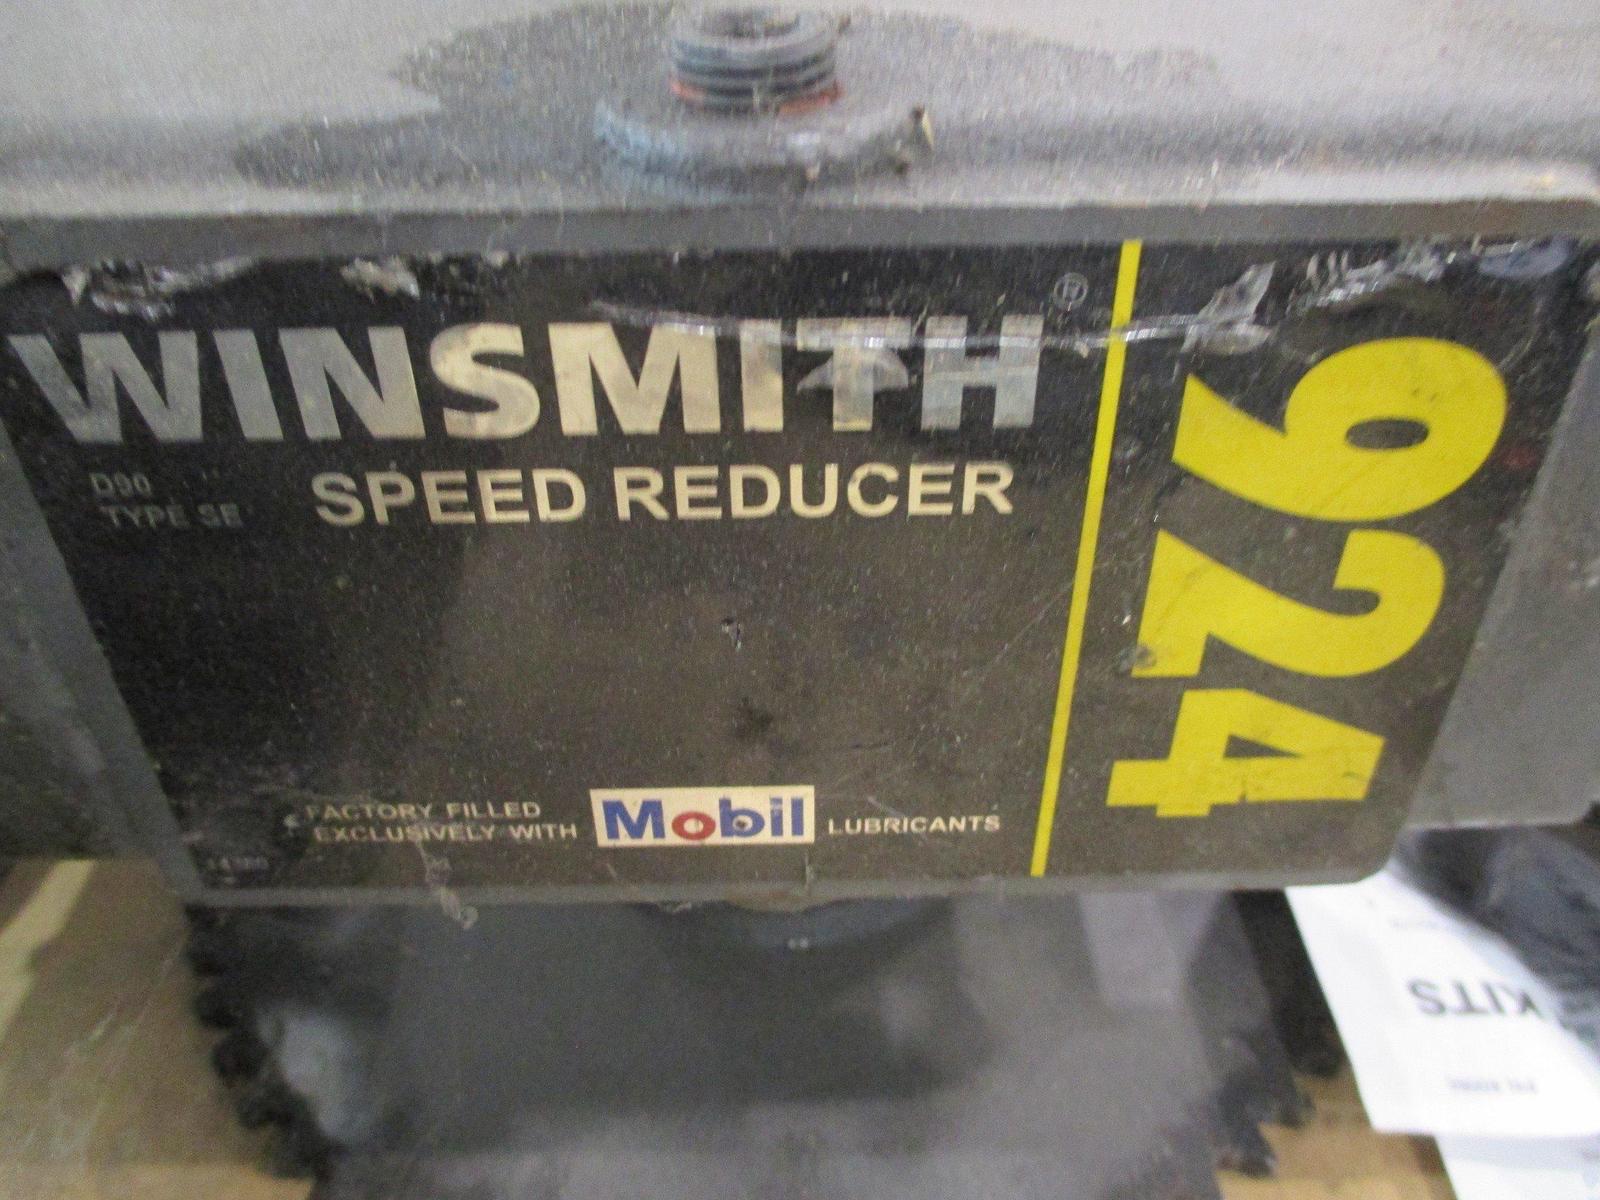 WINSMITH®
D90
TYPE SE
SPEED REDUCER
924
FACTORY FILLED
EXCLUSIVELY WITH
Mobil LUBRICANTS
KITS